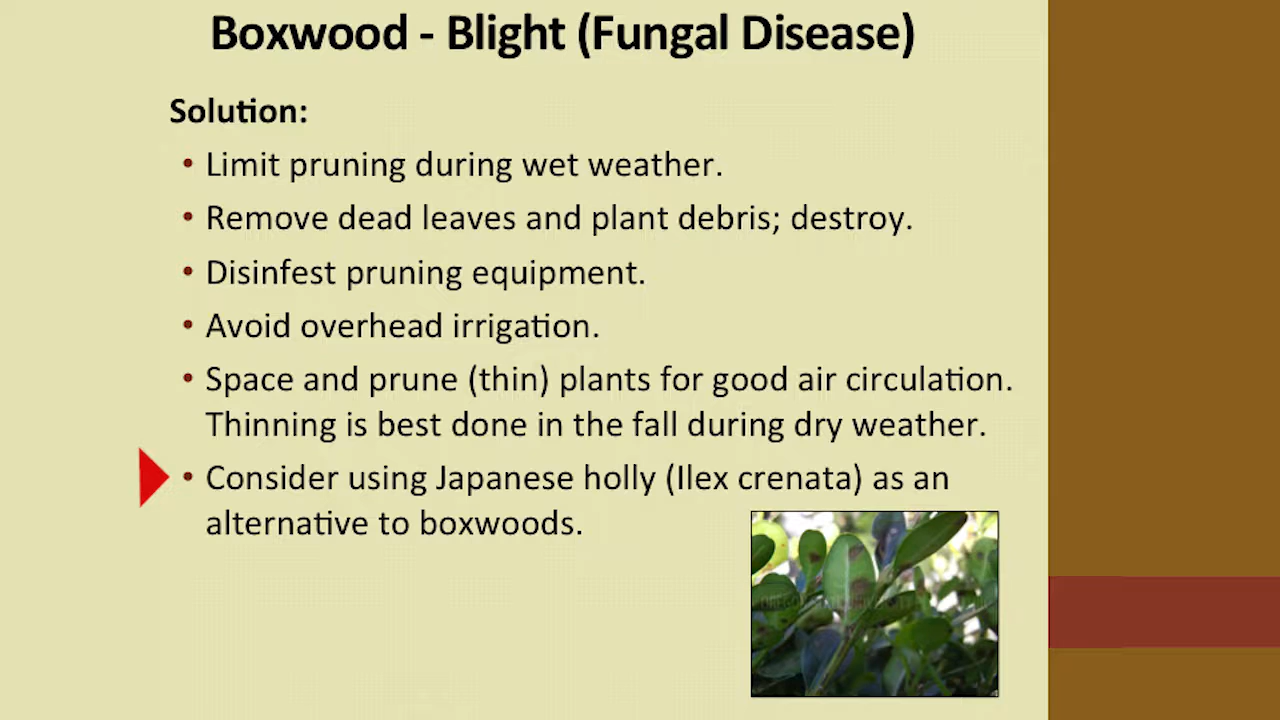 Boxwood - Blight (Fungal Disease)
Solution:
• Limit pruning during wet weather.
• Remove dead leaves and plant debris; destroy.
• Disinfest pruning equipment.
• Avoid overhead irrigation.
• Space and prune (thin) plants for good air circulation.
Thinning is best done in the fall during dry weather.
• Consider using Japanese holly (Ilex crenata) as an
alternative to boxwoods.